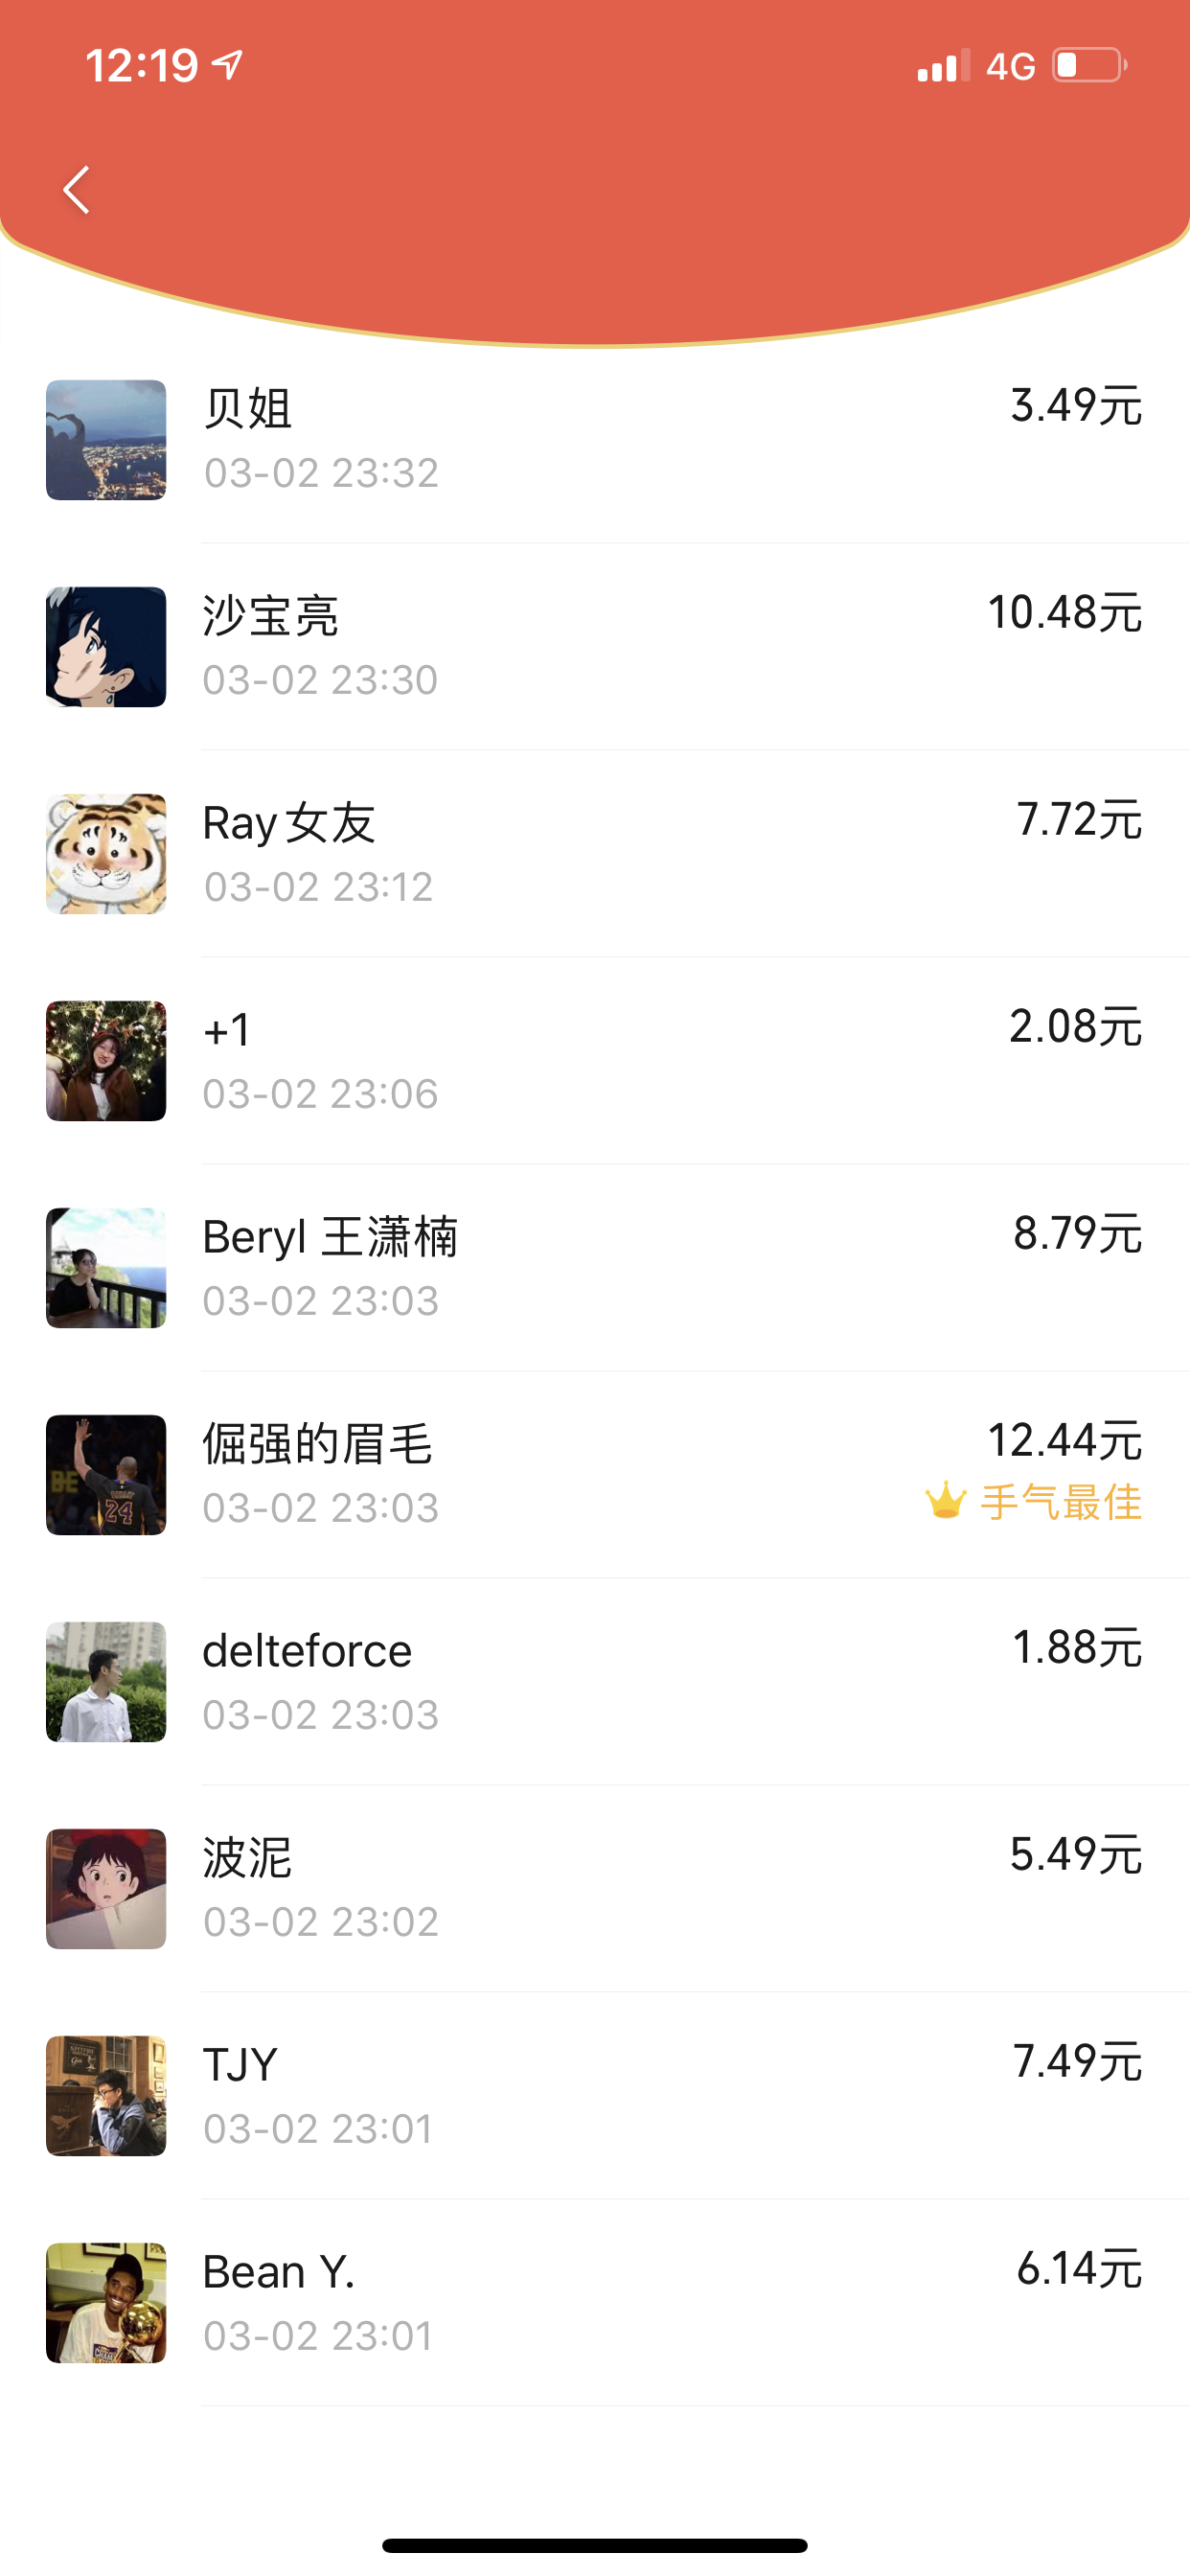 12:19 4G
贝姐 3.49元
03-02 23:32
沙宝亮 10.48元
03-02 23:30
Ray女友 7.72元
03-02 23:12
+1 2.08元
03-02 23:06
Beryl 王潇楠 8.79元
03-02 23:03
倔强的眉毛 12.44元
03-02 23:03 手气最佳
delteforce 1.88元
03-02 23:03
波泥 5.49元
03-02 23:02
TJY 7.49元
03-02 23:01
Bean Y. 6.14元
03-02 23:01